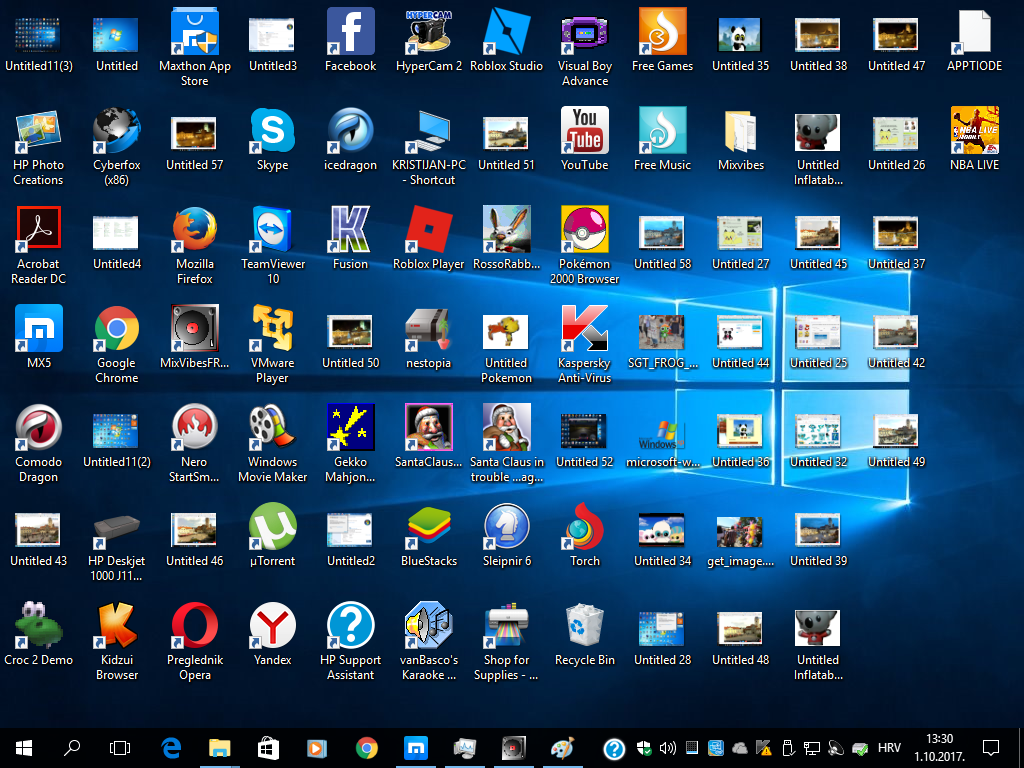 Untitled11(3)
Untitled
Maxthon App
Store
Untitled3
Facebook
HYPERCAM
HyperCam 2
Roblox Studio
Visual Boy
Advance
Free Games
Untitled 35
Untitled 38
Untitled 47
APPTIODE
HP Photo
Creations
Cyberfox
(x86)
Untitled 57
Skype
icedragon
KRISTIJAN-PC
- Shortcut
Untitled 51
You
Tube
YouTube
Free Music
Mixvibes
Untitled
Inflatab...
Untitled 26
NBA LIVE
MOBILE
NBA LIVE
Acrobat
Reader DC
Untitled4
Mozilla
Firefox
TeamViewer
10
Fusion
Roblox Player
RossoRabb...
Pokémon
2000 Browser
Untitled 58
Untitled 27
Untitled 45
Untitled 37
MX5
Google
Chrome
MixVibesFR...
VMware
Player
Untitled 50
nestopia
Untitled
Pokemon
Kaspersky
Anti-Virus
SGT_FROG_...
Untitled 44
Untitled 25
Untitled 42
Comodo
Dragon
Untitled11(2)
Nero
StartSm...
Windows
Movie Maker
Gekko
Mahjon...
SantaClaus...
Santa Claus in
trouble ...ag...
Untitled 52
Windows
microsoft-w...
Untitled 36
Untitled 32
Untitled 49
Untitled 43
HP Deskjet
1000 J11...
Untitled 46
µTorrent
Untitled2
BlueStacks
Sleipnir 6
Torch
Untitled 34
get_image....
Untitled 39
Croc 2 Demo
Kidzui
Browser
Preglednik
Opera
Yandex
HP Support
Assistant
vanBasco's
Karaoke ...
Shop for
Supplies - ...
Recycle Bin
Untitled 28
Untitled 48
Untitled
Inflatab...
HRV
13:30
1.10.2017.